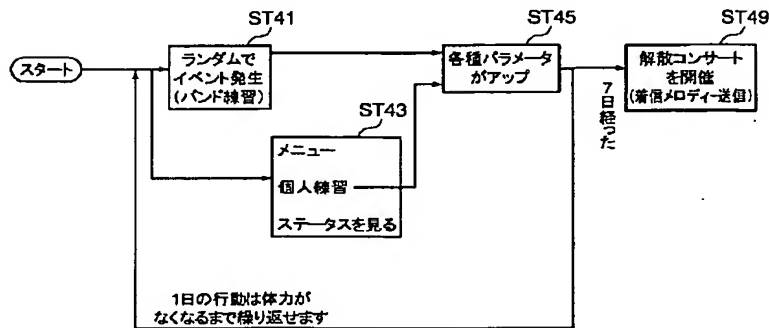 スタート
ST41
ランダムで
イベント発生
(バンド練習)
ST43
メニュー
個人練習
ステータスを見る
ST45
各種パラメータ
がアップ
7日経った
ST49
解散コンサート
を開催
(着信メロディー送信)
1日の行動は体力が
なくなるまで繰り返せます